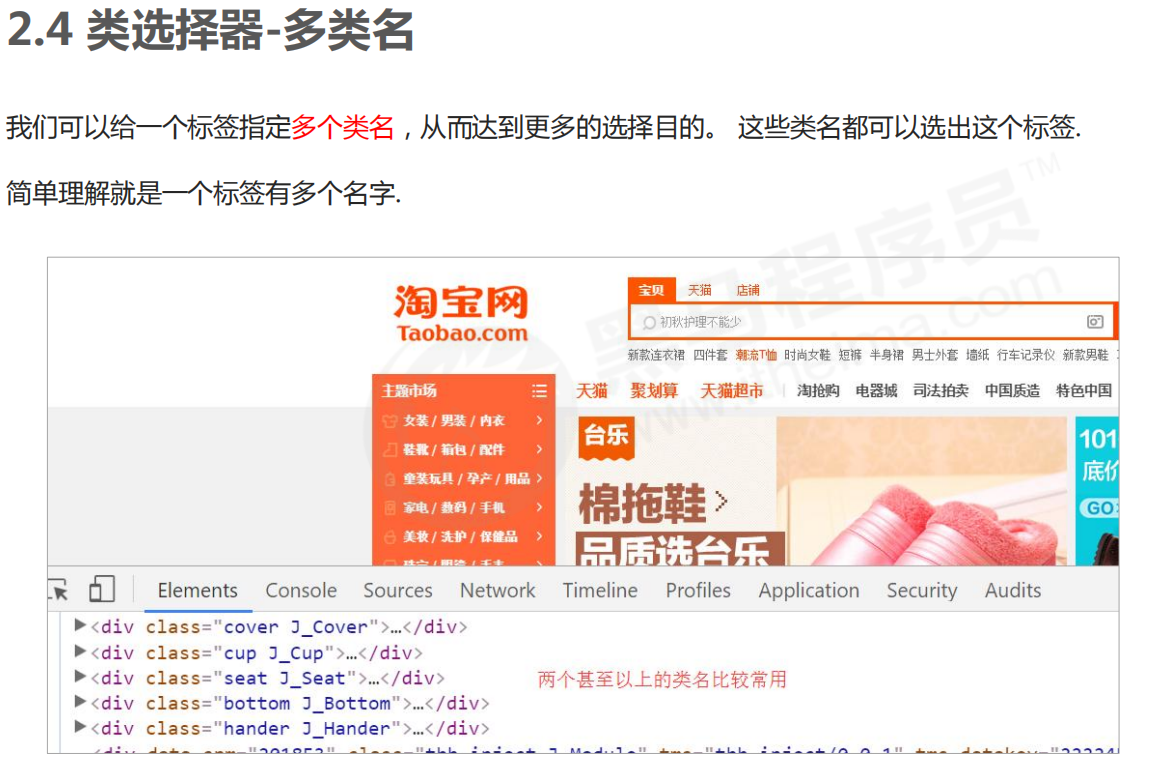 2.4 类选择器-多类名
我们可以给一个标签指定多个类名，从而达到更多的选择目的。 这些类名都可以选出这个标签.
简单理解就是一个标签有多个名字.
黑马程序员™
www.itheima.com
淘宝网
Taobao.com
宝贝 天猫 店铺
初秋护理不能少
新款连衣裙 四件套 潮流T恤 时尚女鞋 短裤 半身裙 男士外套 墙纸 行车记录仪 新款男鞋
主题市场
天猫 聚划算 天猫超市 淘抢购 电器城 司法拍卖 中国质造 特色中国
女装 / 男装 / 内衣
鞋靴 / 箱包 / 配件
童装玩具 / 孕产 / 用品
家电 / 数码 / 手机
美妆 / 洗护 / 保健品
台乐
棉拖鞋>
品质选台乐
101
底价
GO
Elements Console Sources Network Timeline Profiles Application Security Audits
▶<div class="cover J_Cover">…</div>
▶<div class="cup J_Cup">…</div>
▶<div class="seat J_Seat">…</div>
两个甚至以上的类名比较常用
▶<div class="bottom J_Bottom">…</div>
▶<div class="hander J_Hander">…</div>